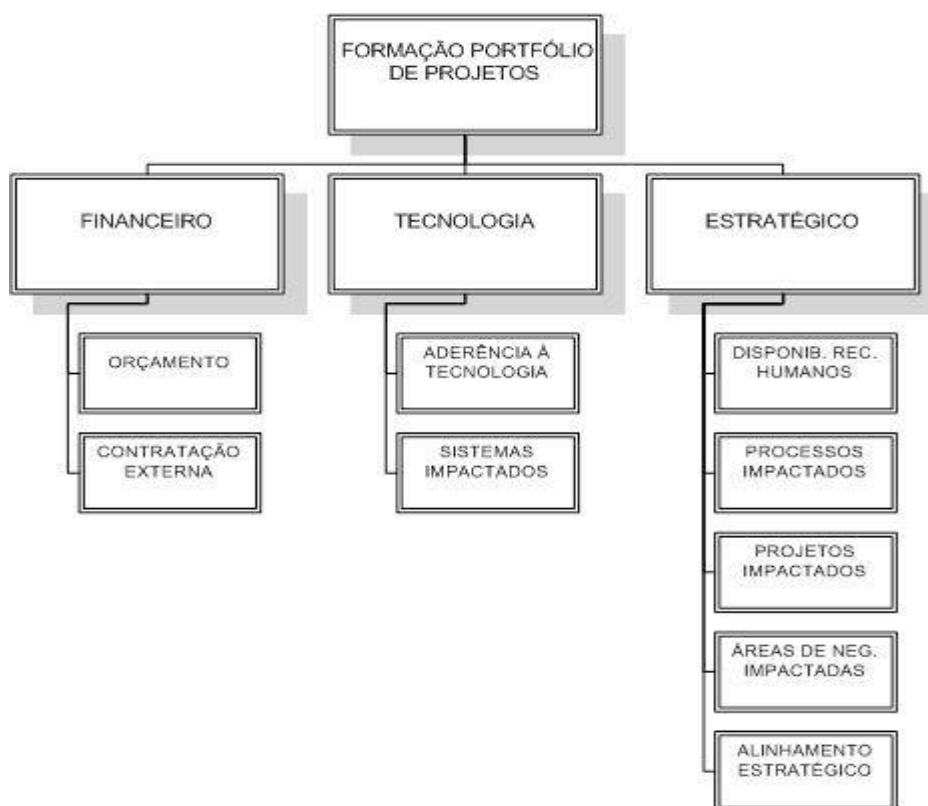 FORMAÇÃO PORTFÓLIO
DE PROJETOS
FINANCEIRO
TECNOLOGIA
ESTRATÉGICO
ORÇAMENTO
CONTRATAÇÃO
EXTERNA
ADERÊNCIA À
TECNOLOGIA
SISTEMAS
IMPACTADOS
DISPONIB. REC.
HUMANOS
PROCESSOS
IMPACTADOS
PROJETOS
IMPACTADOS
ÁREAS DE NEG.
IMPACTADAS
ALINHAMENTO
ESTRATÉGICO